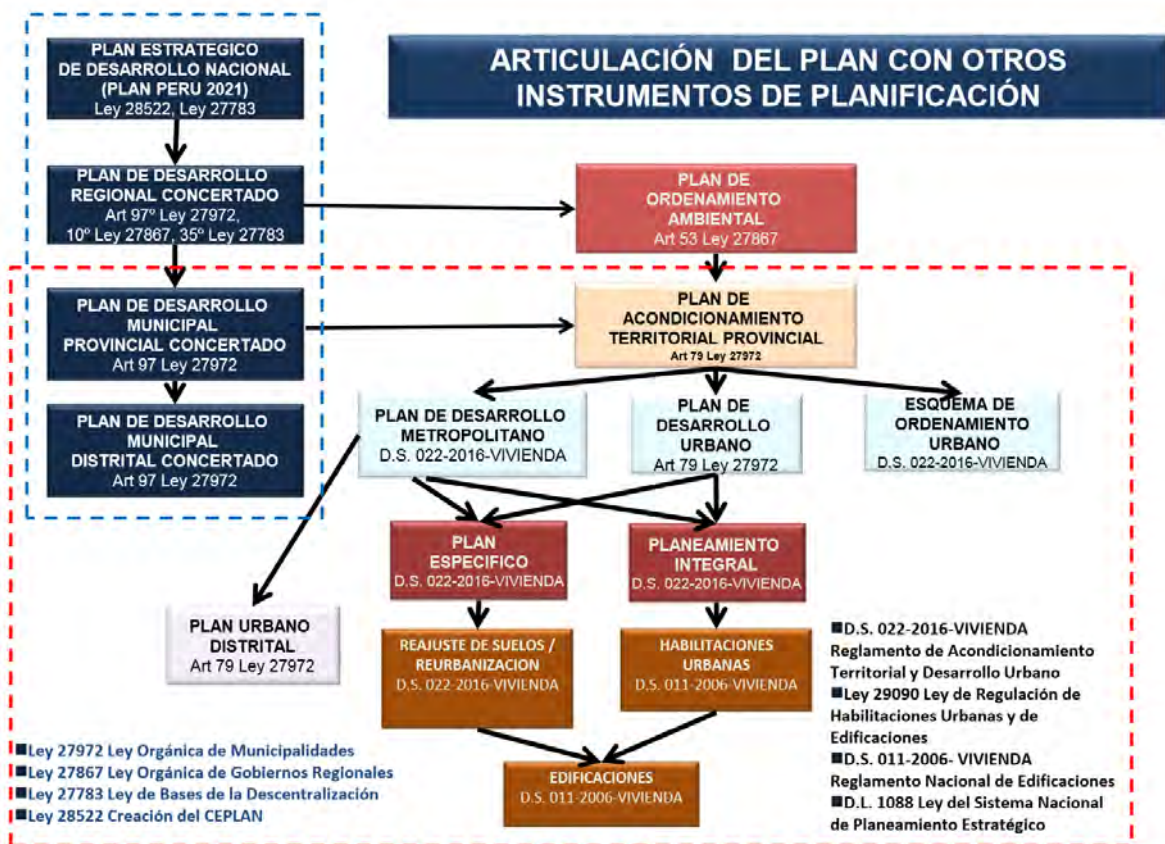 ARTICULACIÓN DEL PLAN CON OTROS
INSTRUMENTOS DE PLANIFICACIÓN
PLAN ESTRATEGICO
DE DESARROLLO NACIONAL
(PLAN PERU 2021)
Ley 28522, Ley 27783
PLAN DE DESARROLLO
REGIONAL CONCERTADO
Art 97º Ley 27972,
10º Ley 27867, 35º Ley 27783
PLAN DE
ORDENAMIENTO
AMBIENTAL
Art 53 Ley 27867
PLAN DE DESARROLLO
MUNICIPAL
PROVINCIAL CONCERTADO
Art 97 Ley 27972
PLAN DE
ACONDICIONAMIENTO
TERRITORIAL PROVINCIAL
Art 79 Ley 27972
PLAN DE DESARROLLO
MUNICIPAL
DISTRITAL CONCERTADO
Art 97 Ley 27972
PLAN DE DESARROLLO
METROPOLITANO
D.S. 022-2016-VIVIENDA
PLAN DE
DESARROLLO
URBANO
Art 79 Ley 27972
ESQUEMA DE
ORDENAMIENTO
URBANO
D.S. 022-2016-VIVIENDA
PLAN
ESPECIFICO
D.S. 022-2016-VIVIENDA
PLANEAMIENTO
INTEGRAL
D.S. 022-2016-VIVIENDA
PLAN URBANO
DISTRITAL
Art 79 Ley 27972
REAJUSTE DE SUELOS /
REURBANIZACION
D.S. 022-2016-VIVIENDA
HABILITACIONES
URBANAS
D.S. 011-2006-VIVIENDA
EDIFICACIONES
D.S. 011-2006-VIVIENDA
■Ley 27972 Ley Orgánica de Municipalidades
■Ley 27867 Ley Orgánica de Gobiernos Regionales
■Ley 27783 Ley de Bases de la Descentralización
■Ley 28522 Creación del CEPLAN
■D.S. 022-2016-VIVIENDA
Reglamento de Acondicionamiento
Territorial y Desarrollo Urbano
■Ley 29090 Ley de Regulación de
Habilitaciones Urbanas y de
Edificaciones
■D.S. 011-2006- VIVIENDA
Reglamento Nacional de Edificaciones
■D.L. 1088 Ley del Sistema Nacional
de Planeamiento Estratégico